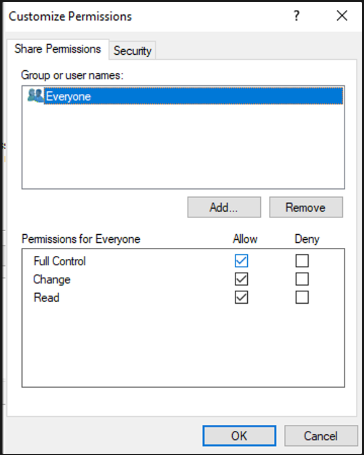 Customize Permissions ? X
Share Permissions Security
Group or user names:
Everyone
Add... Remove
Permissions for Everyone Allow Deny
Full Control
Change
Read
OK Cancel